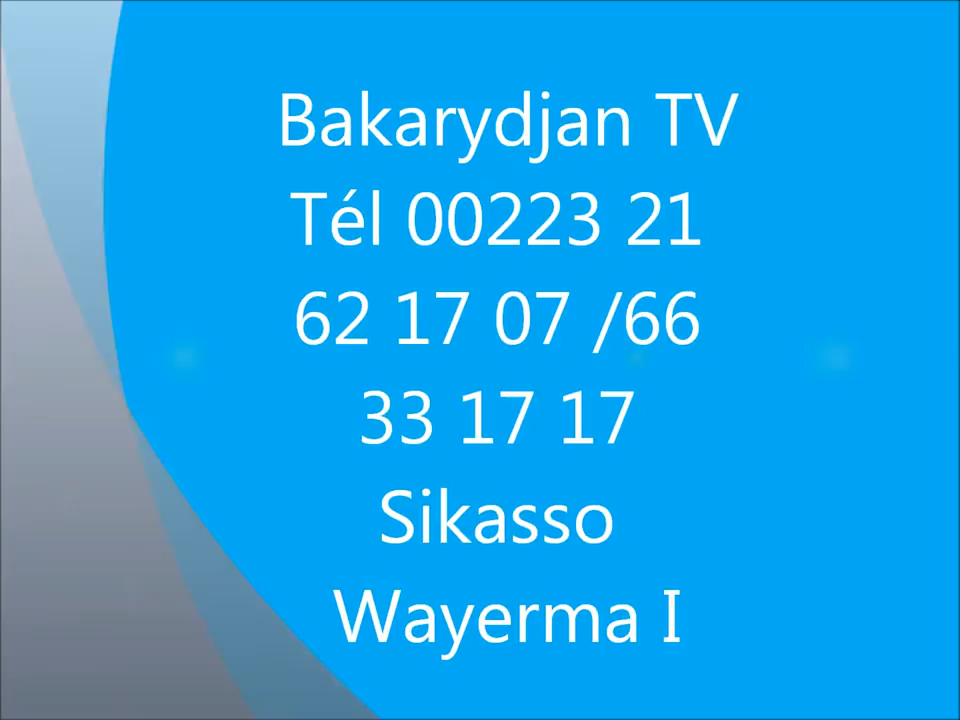 Bakarydjan TV
Tél 00223 21
62 17 07 /66
33 17 17
Sikasso
Wayerma I